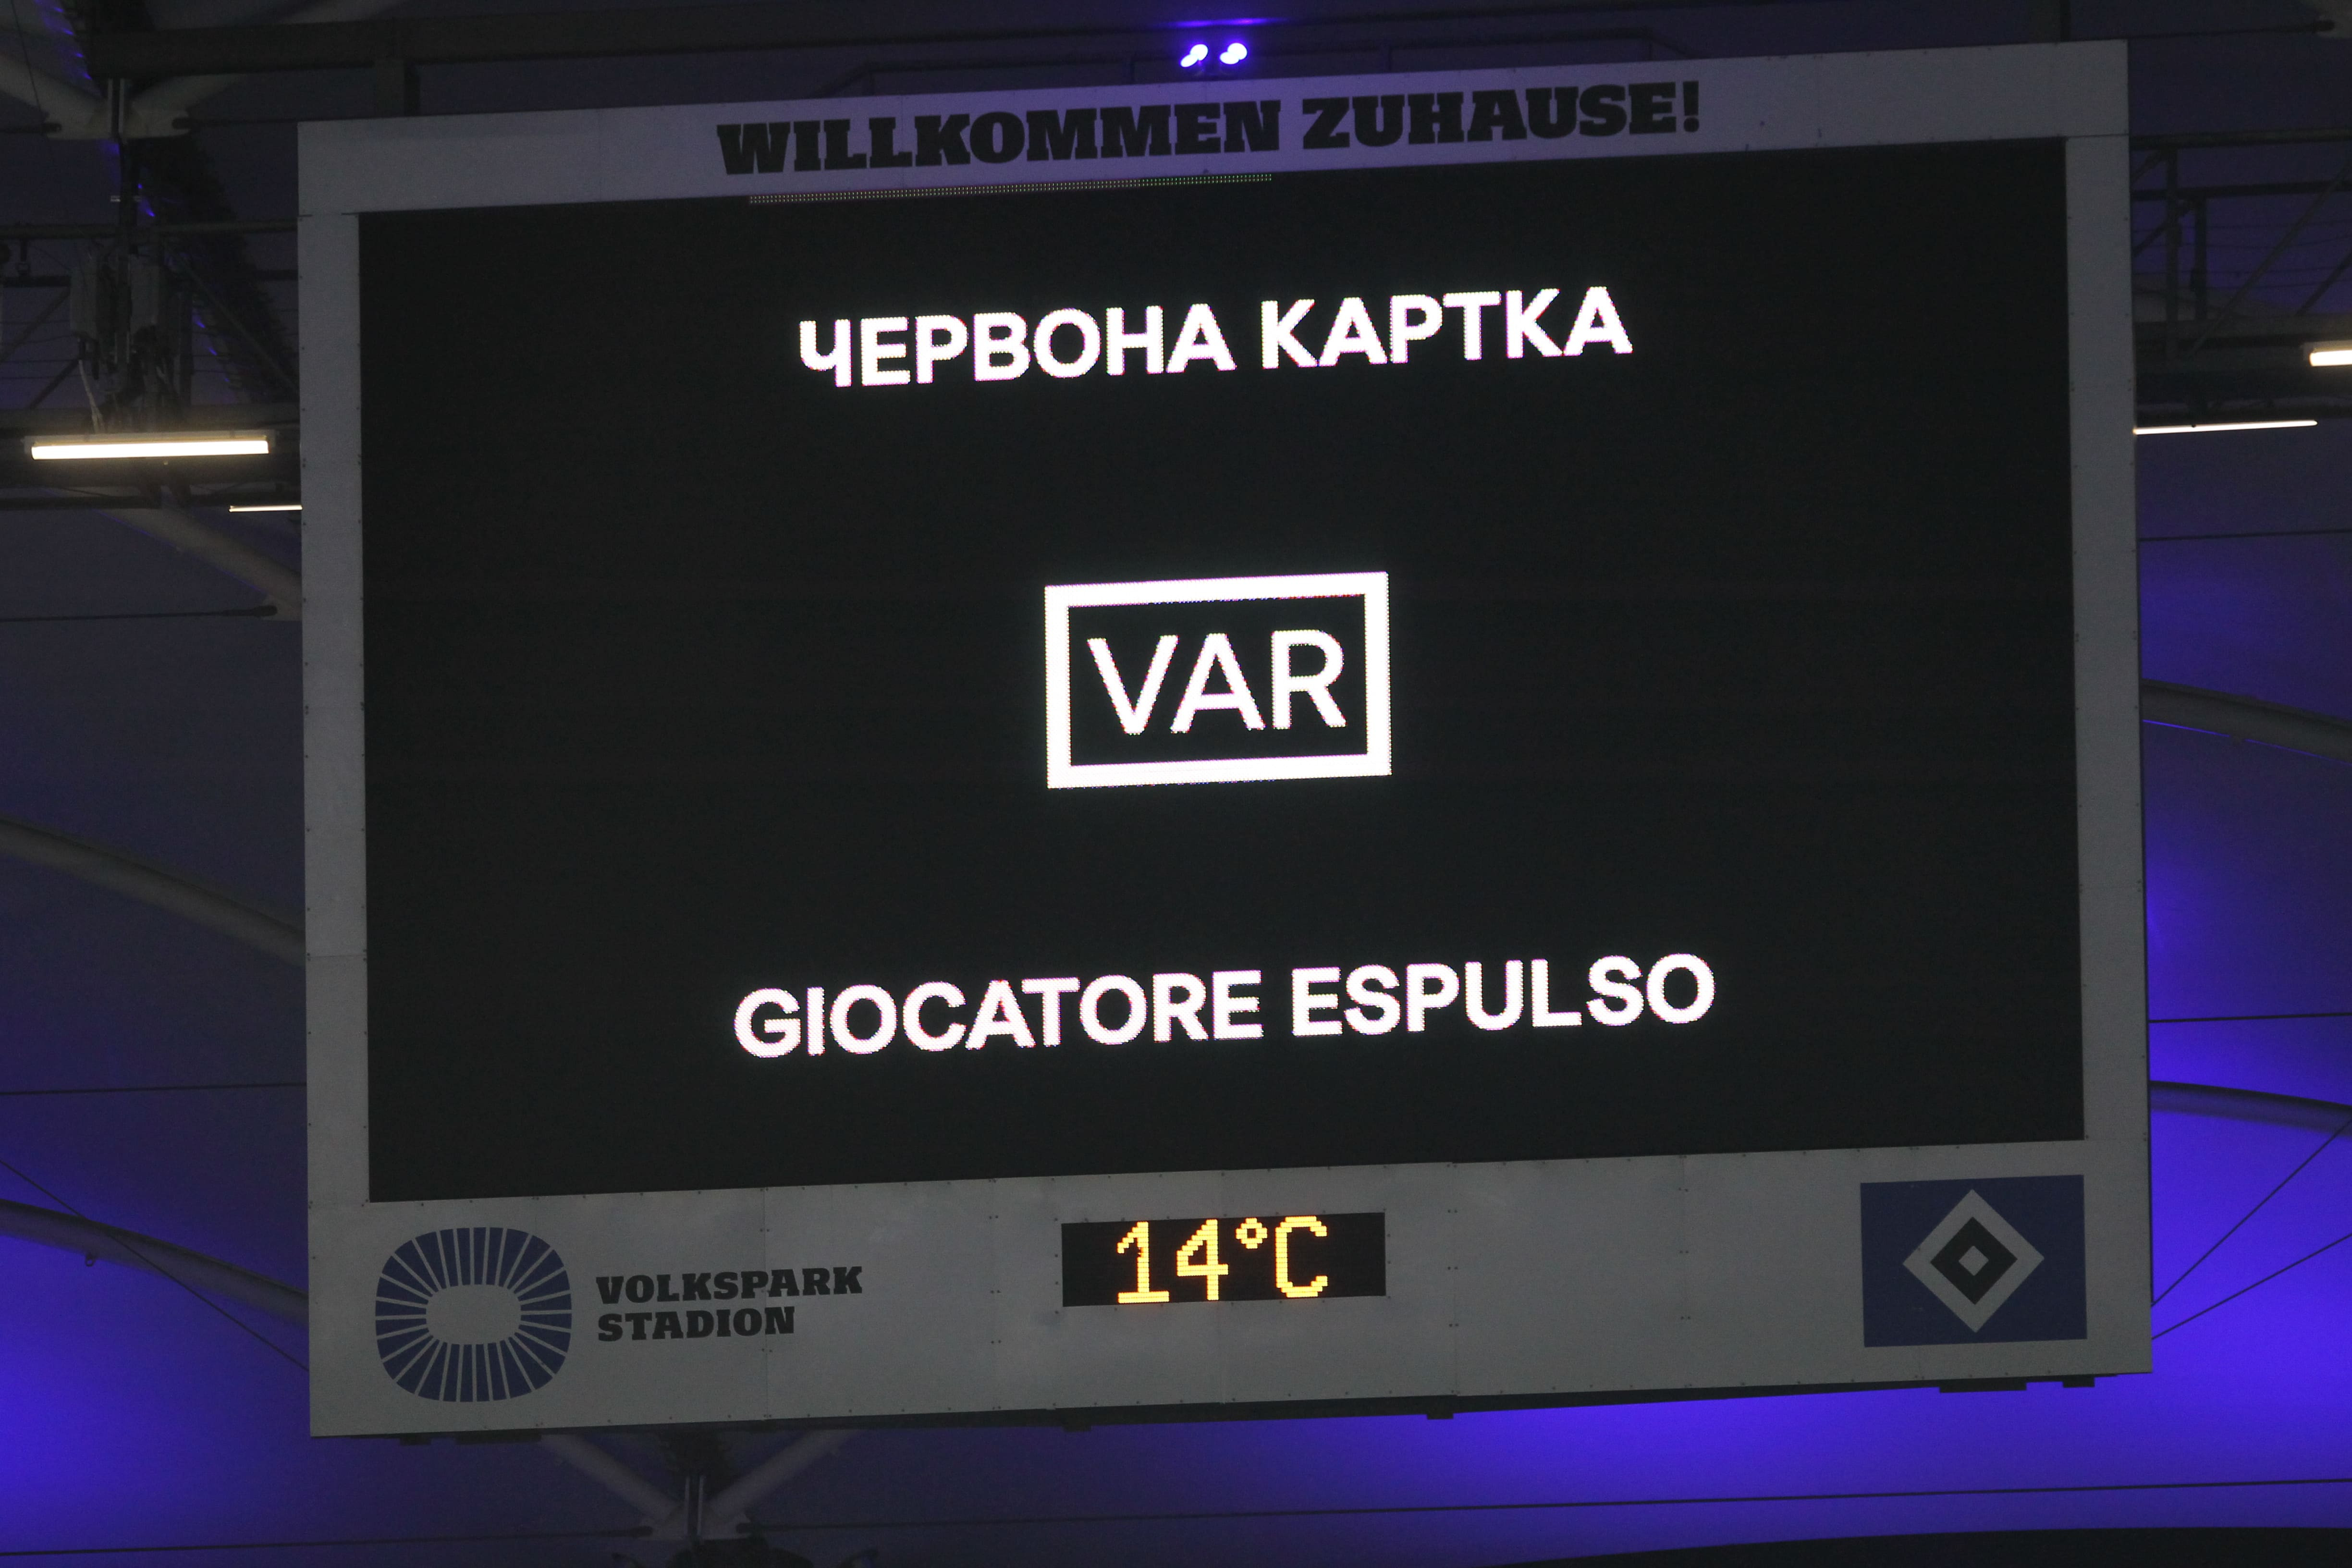 WILLKOMMEN ZUHAUSE!
ЧЕРВОНА КАРТКА
VAR
GIOCATORE ESPULSO
VOLKSPARK
STADION
14°C